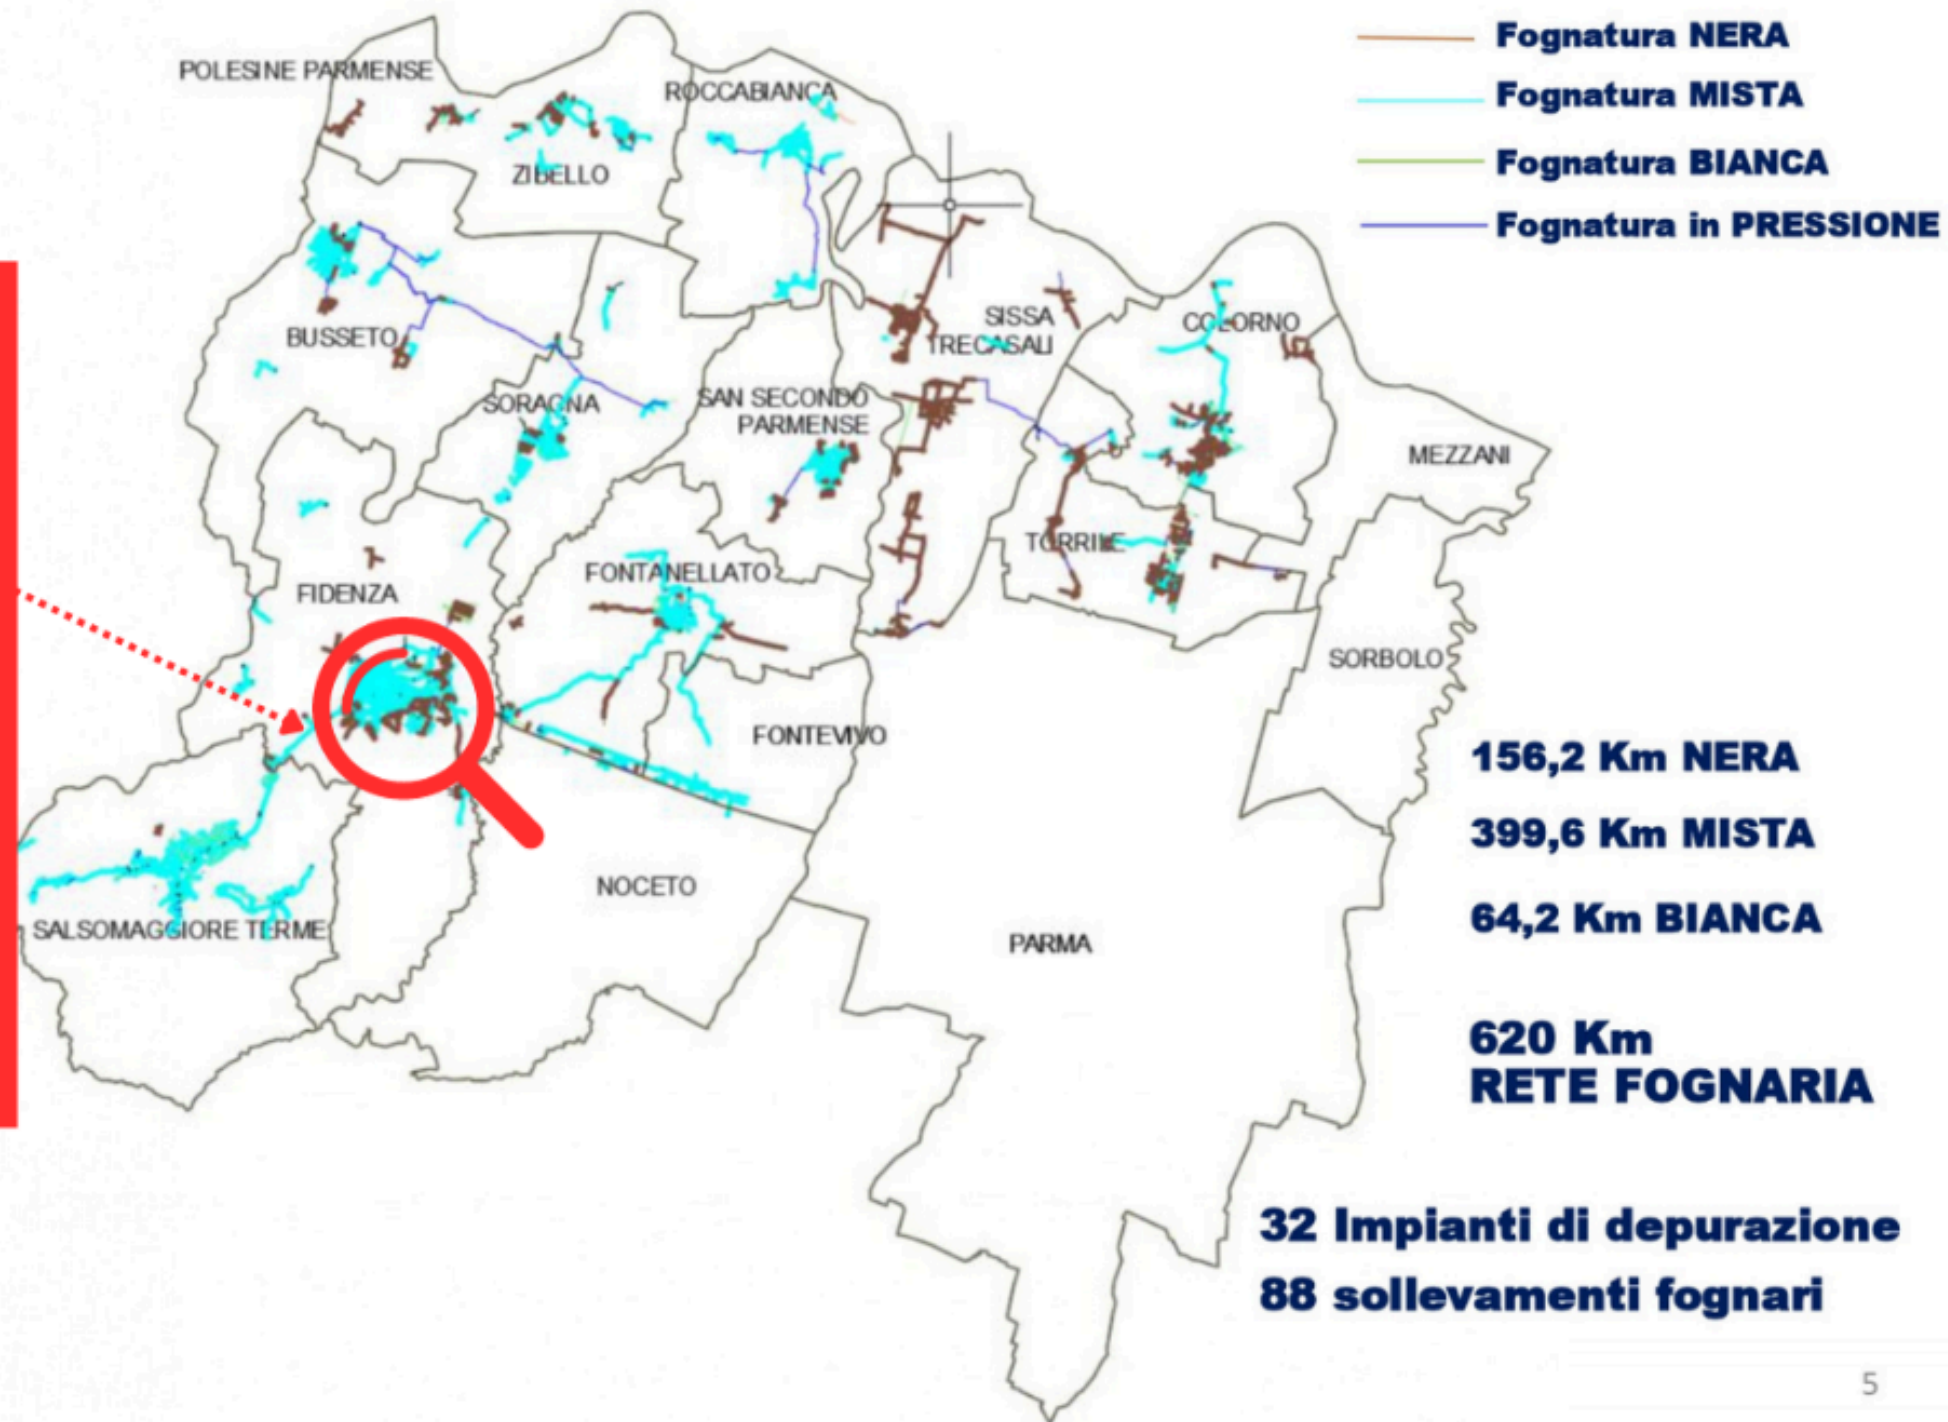 Fognatura NERA
Fognatura MISTA
Fognatura BIANCA
Fognatura in PRESSIONE
POLESINE PARMENSE
ROCCABIANCA
ZIBELLO
BUSSETO
SISSA
TRECASALI
COLORNO
SORAGNA
SAN SECONDO
PARMENSE
MEZZANI
TORRILE
FONTANELLATO
FIDENZA
SORBOLO
FONTEVIVO
NOCETO
SALSOMAGGIORE TERME
PARMA
156,2 Km NERA
399,6 Km MISTA
64,2 Km BIANCA
620 Km
RETE FOGNARIA
32 Impianti di depurazione
88 sollevamenti fognari
5